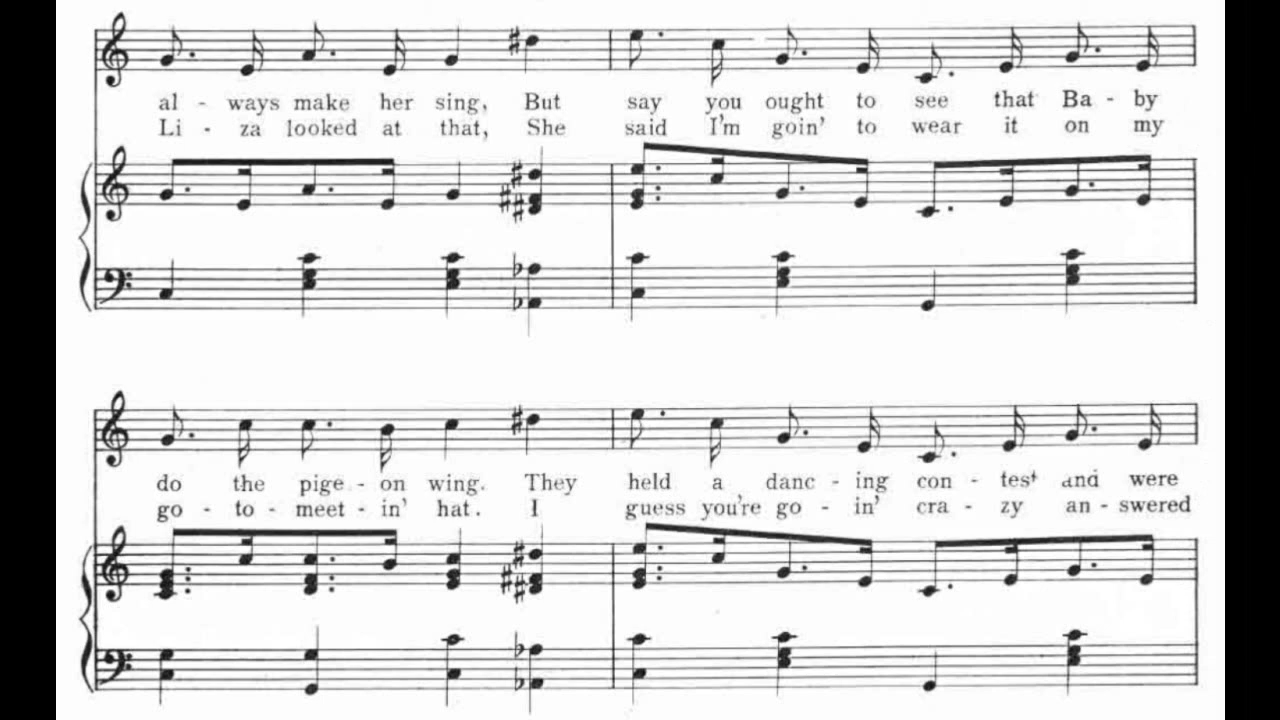 al - ways make her sing, But say you ought to see that Ba - by
Li - za looked at that, She said I'm goin' to wear it on my
do the pige - on wing. They held a danc - ing con - test and were
go - to - meet - in' hat. I guess you're go - in' cra - zy an - swered